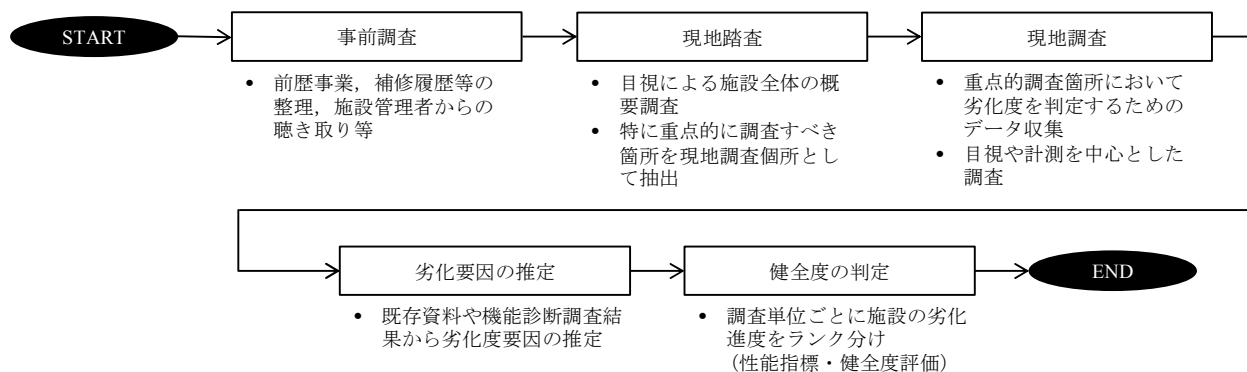 START
事前調査
• 前歴事業，補修履歴等の
整理，施設管理者からの
聴き取り等
現地踏査
• 目視による施設全体の概
要調査
• 特に重点的に調査すべき
箇所を現地調査個所とし
て抽出
現地調査
• 重点的調査箇所において
劣化度を判定するための
データ収集
• 目視や計測を中心とした
調査
劣化要因の推定
• 既存資料や機能診断調査結
果から劣化度要因の推定
健全度の判定
• 調査単位ごとに施設の劣化
進度をランク分け
（性能指標・健全度評価）
END